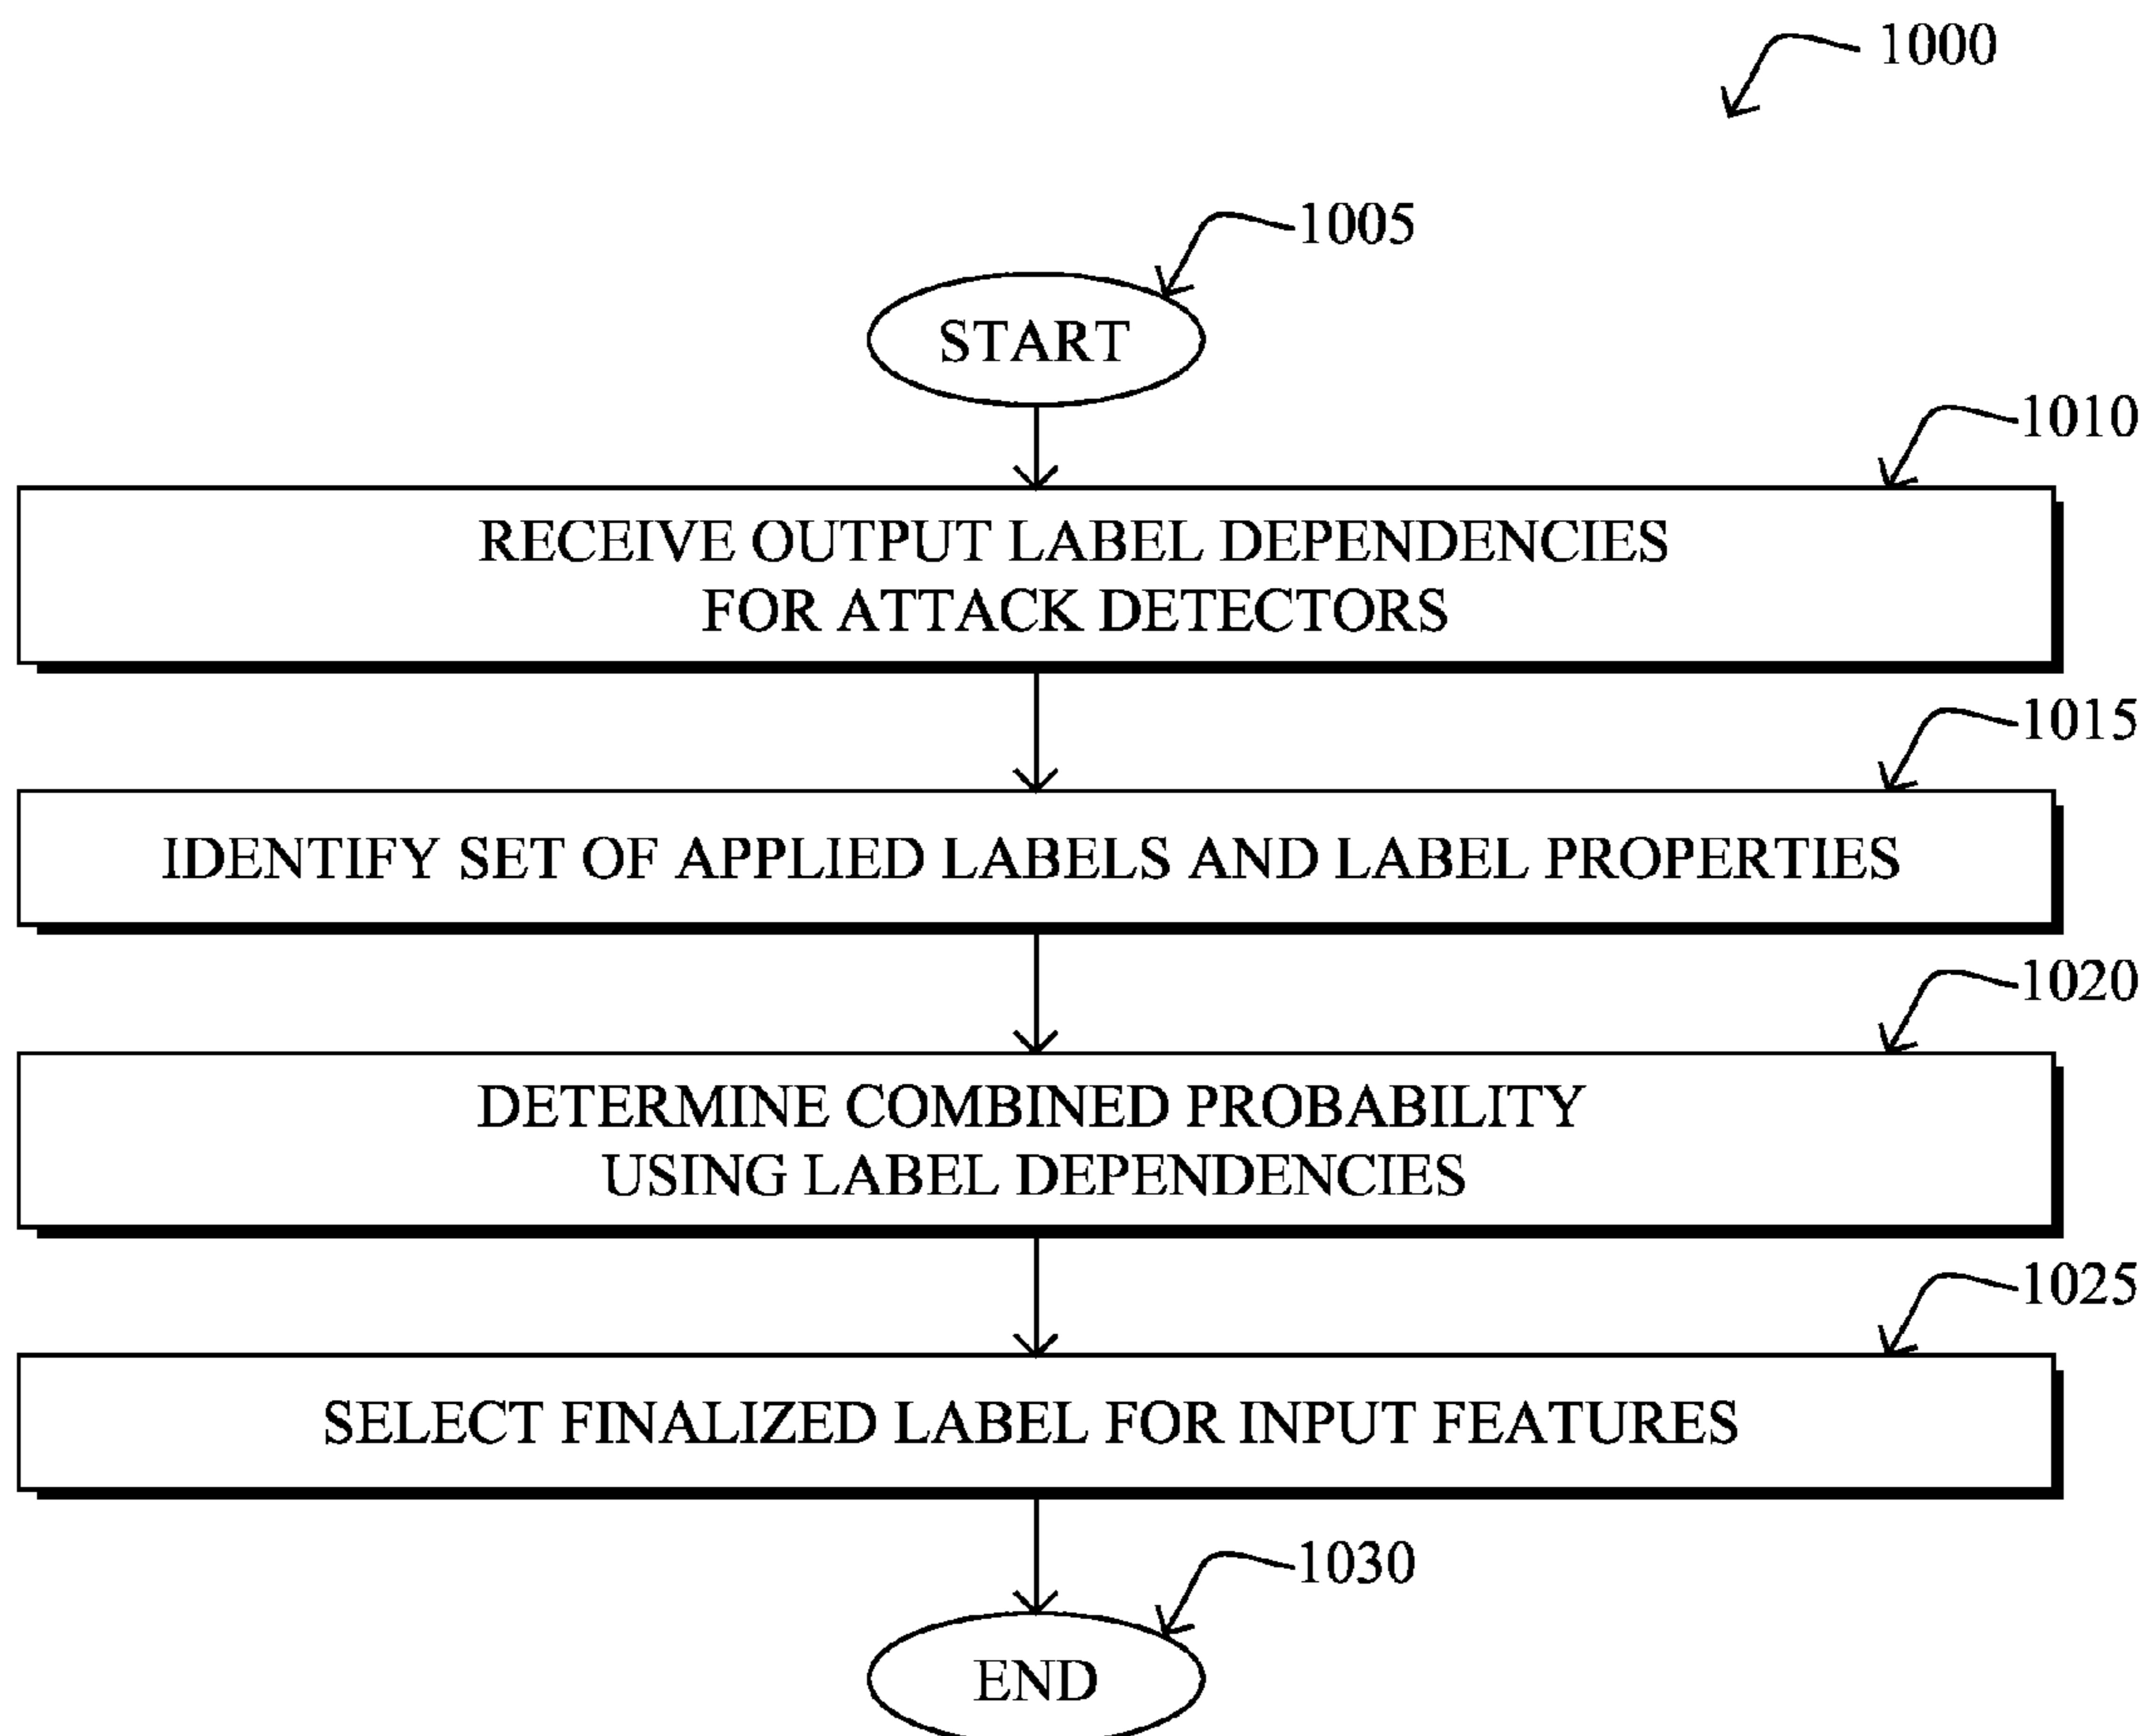 1000
1005
START
1010
RECEIVE OUTPUT LABEL DEPENDENCIES
FOR ATTACK DETECTORS
1015
IDENTIFY SET OF APPLIED LABELS AND LABEL PROPERTIES
1020
DETERMINE COMBINED PROBABILITY
USING LABEL DEPENDENCIES
1025
SELECT FINALIZED LABEL FOR INPUT FEATURES
1030
END